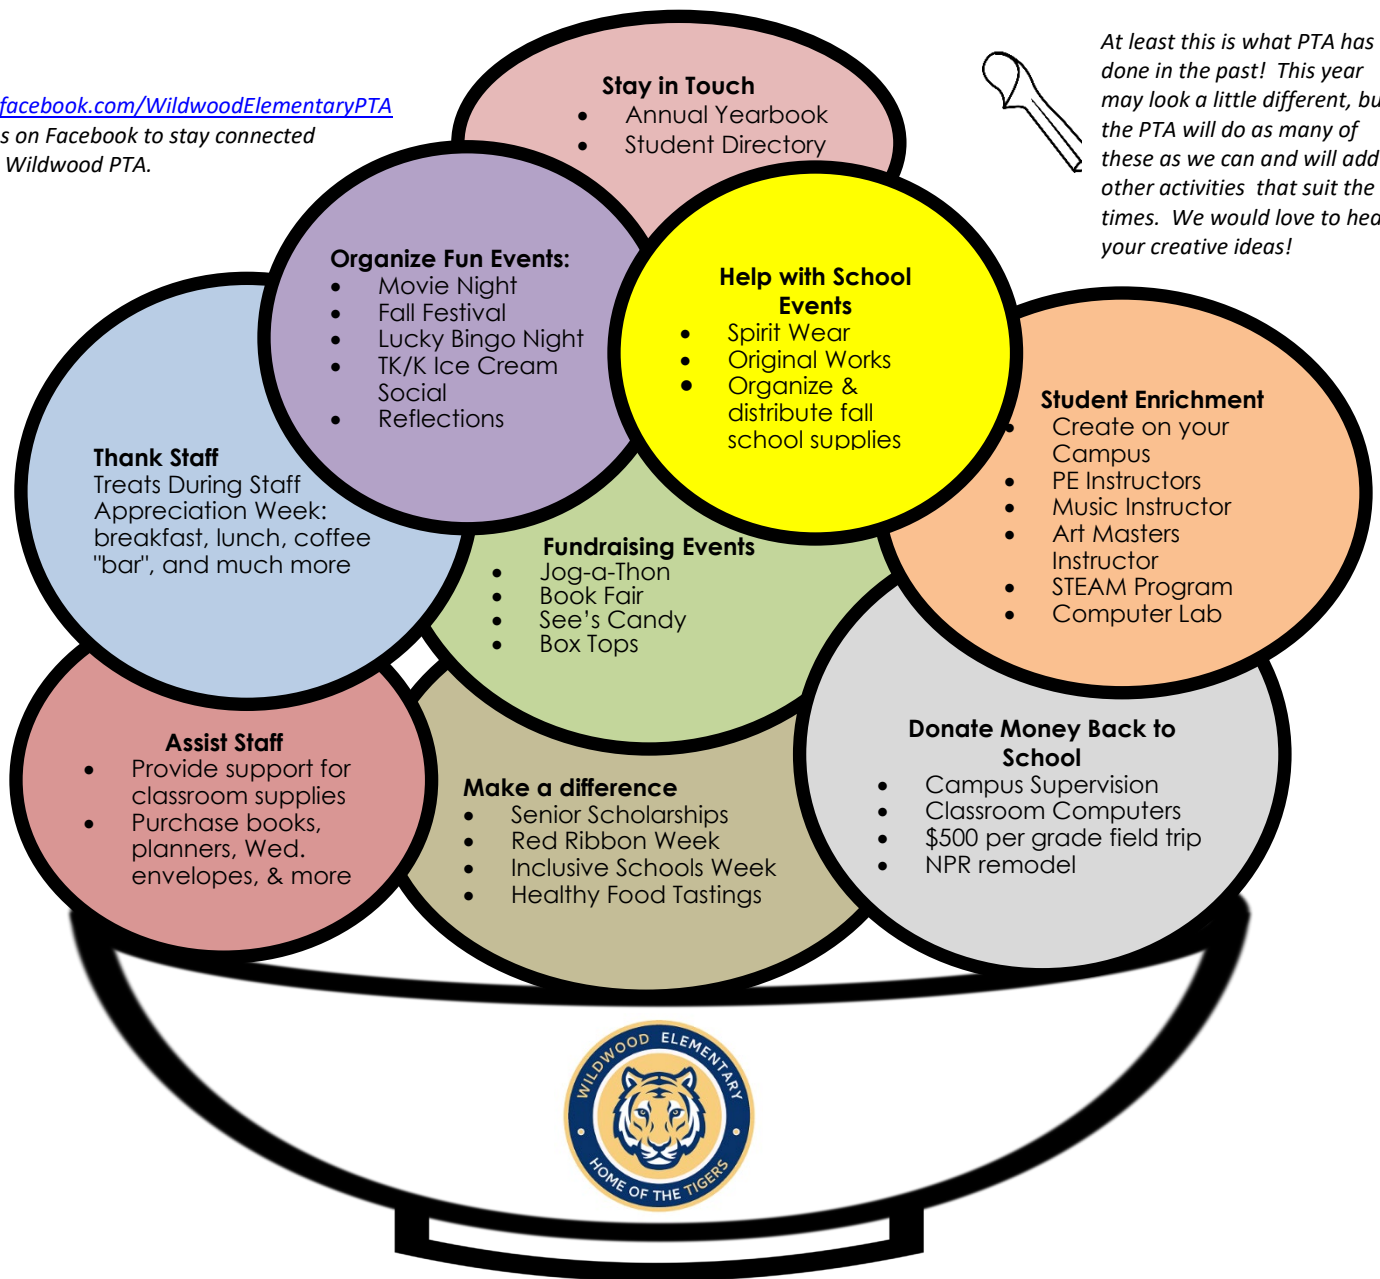 facebook.com/WildwoodElementaryPTA
s on Facebook to stay connected
Wildwood PTA.
At least this is what PTA has
done in the past! This year
may look a little different, bu
the PTA will do as many of
these as we can and will add
other activities that suit the
times. We would love to hea
your creative ideas!
Stay in Touch
• Annual Yearbook
• Student Directory
Organize Fun Events:
• Movie Night
• Fall Festival
• Lucky Bingo Night
• TK/K Ice Cream
Social
• Reflections
Help with School
Events
• Spirit Wear
• Original Works
• Organize &
distribute fall
school supplies
Student Enrichment
• Create on your
Campus
• PE Instructors
• Music Instructor
• Art Masters
Instructor
• STEAM Program
• Computer Lab
Thank Staff
Treats During Staff
Appreciation Week:
breakfast, lunch, coffee
"bar", and much more
Fundraising Events
• Jog-a-Thon
• Book Fair
• See’s Candy
• Box Tops
Assist Staff
• Provide support for
classroom supplies
• Purchase books,
planners, Wed.
envelopes, & more
Make a difference
• Senior Scholarships
• Red Ribbon Week
• Inclusive Schools Week
• Healthy Food Tastings
Donate Money Back to
School
• Campus Supervision
• Classroom Computers
• $500 per grade field trip
• NPR remodel
WILDWOOD ELEMENTARY
HOME OF THE TIGERS